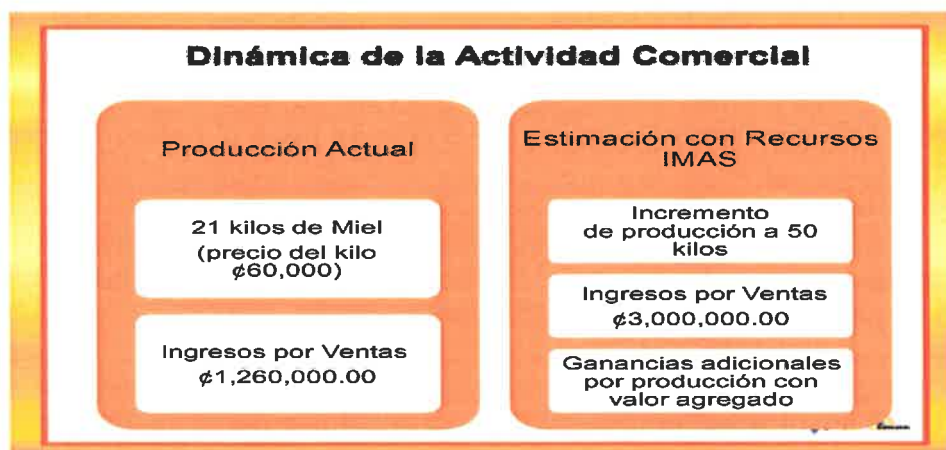 Dinámica de la Actividad Comercial
Producción Actual
21 kilos de Miel
(precio del kilo
¢60,000)
Ingresos por Ventas
¢1,260,000.00
Estimación con Recursos
IMAS
Incremento
de producción a 50
kilos
Ingresos por Ventas
¢3,000,000.00
Ganancias adicionales
por producción con
valor agregado